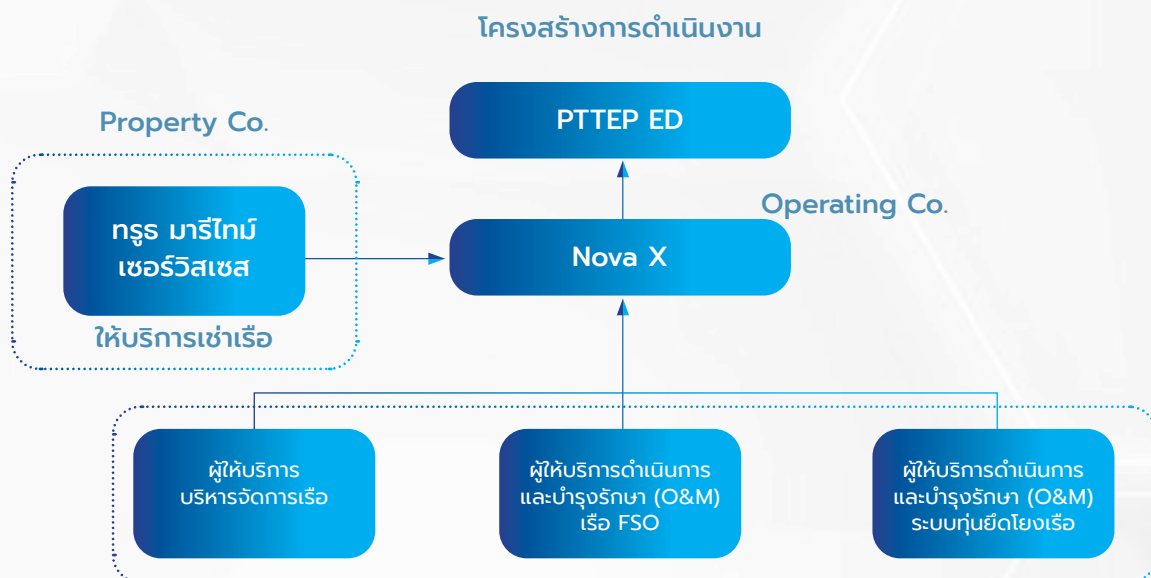 โครงสร้างการดำเนินงาน
PTTEP ED
Property Co.
ทรูธ มารีไทม์
เซอร์วิสเซส
ให้บริการเช่าเรือ
Operating Co.
Nova X
ผู้ให้บริการ
บริหารจัดการเรือ
ผู้ให้บริการดำเนินการ
และบำรุงรักษา (O&M)
เรือ FSO
ผู้ให้บริการดำเนินการ
และบำรุงรักษา (O&M)
ระบบทุ่นยึดโยงเรือ